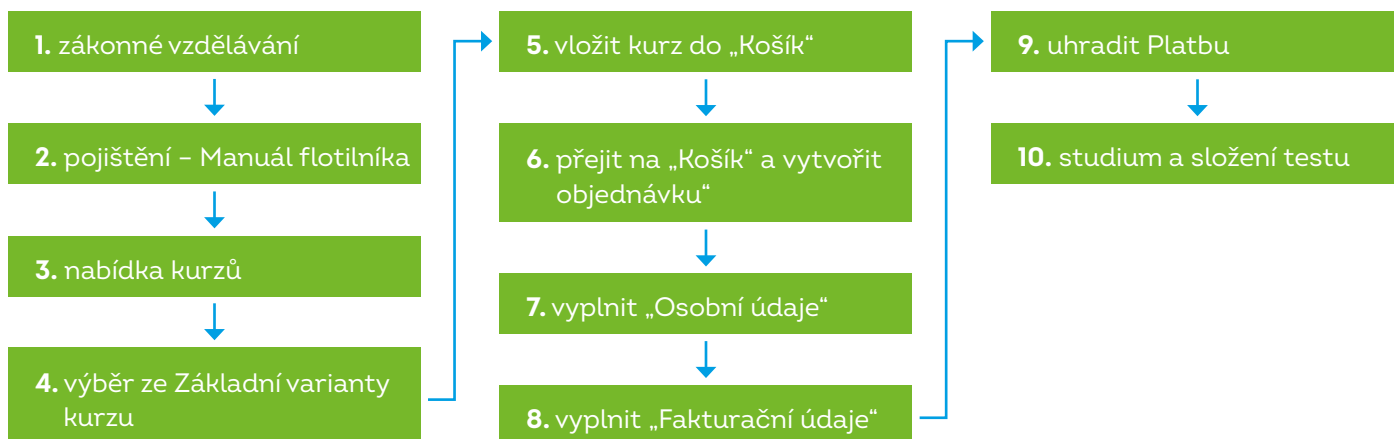 1. zákonné vzdělávání
2. pojištění – Manuál flotilníka
3. nabídka kurzů
4. výběr ze Základní varianty
kurzu
5. vložit kurz do „Košík“
6. přejit na „Košík“ a vytvořit
objednávku“
7. vyplnit „Osobní údaje“
8. vyplnit „Fakturační údaje“
9. uhradit Platbu
10. studium a složení testu